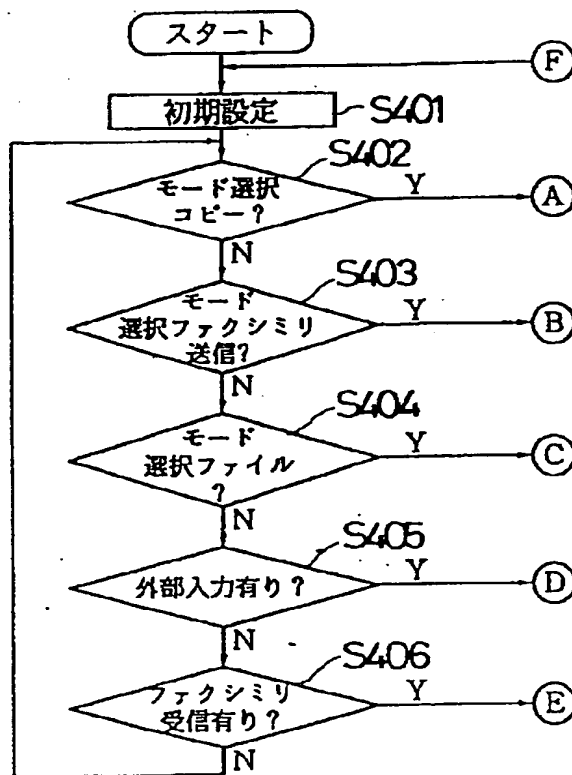 スタート
F
初期設定
S401
S402
モード選択
コピー？
Y
A
N
S403
モード
選択ファクシミリ
送信？
Y
B
N
S404
モード
選択ファイル
？
Y
C
N
S405
外部入力有り？
Y
D
N
S406
ファクシミリ
受信有り？
Y
E
N